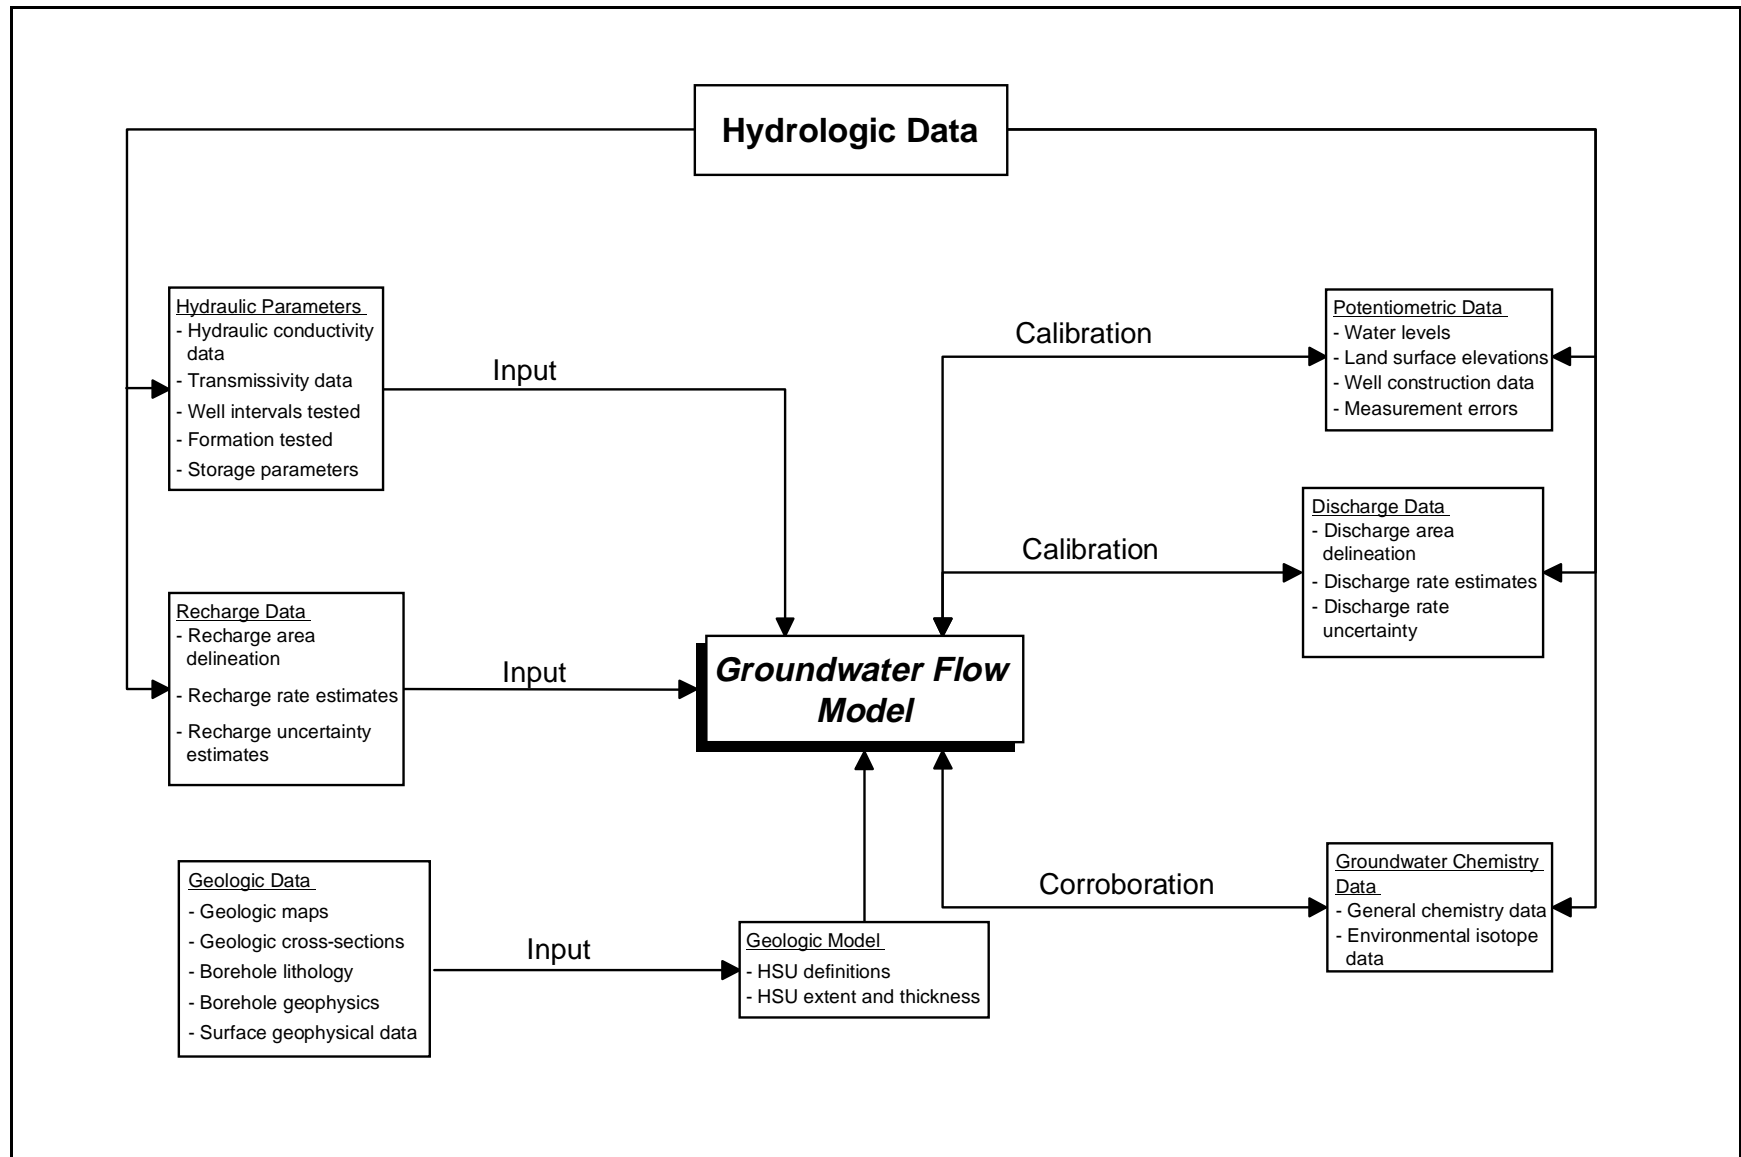 Hydrologic Data
Hydraulic Parameters
- Hydraulic conductivity
data
- Transmissivity data
- Well intervals tested
- Formation tested
- Storage parameters
Input
Calibration
Potentiometric Data
- Water levels
- Land surface elevations
- Well construction data
- Measurement errors
Calibration
Discharge Data
- Discharge area
delineation
- Discharge rate estimates
- Discharge rate
uncertainty
Recharge Data
- Recharge area
delineation
- Recharge rate estimates
- Recharge uncertainty
estimates
Input
Groundwater Flow
Model
Geologic Data
- Geologic maps
- Geologic cross-sections
- Borehole lithology
- Borehole geophysics
- Surface geophysical data
Input
Geologic Model
- HSU definitions
- HSU extent and thickness
Corroboration
Groundwater Chemistry
Data
- General chemistry data
- Environmental isotope
data